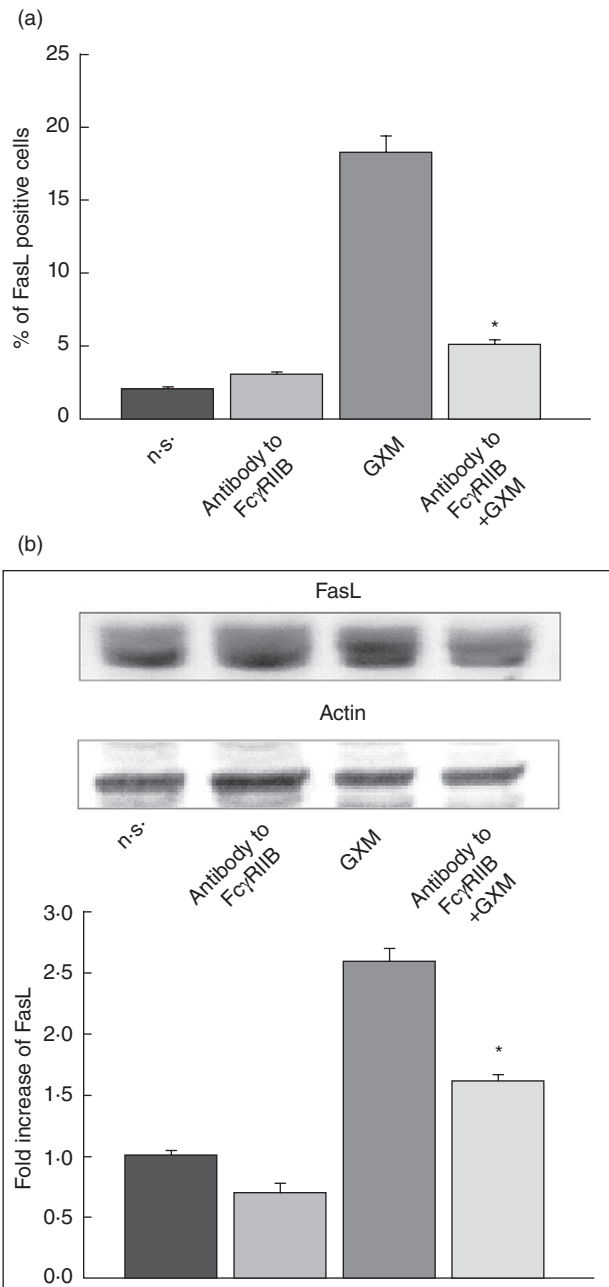 (a)
25
20
15
10
5
0
% of FasL positive cells
*
n·s·
Antibody to
FcγRIIB
GXM
Antibody to
FcγRIIB
+GXM
(b)
FasL
Actin
n·s·
Antibody to
FcγRIIB
GXM
Antibody to
FcγRIIB
+GXM
3·0
2·5
2·0
1·5
1·0
0·5
0·0
Fold increase of FasL
*